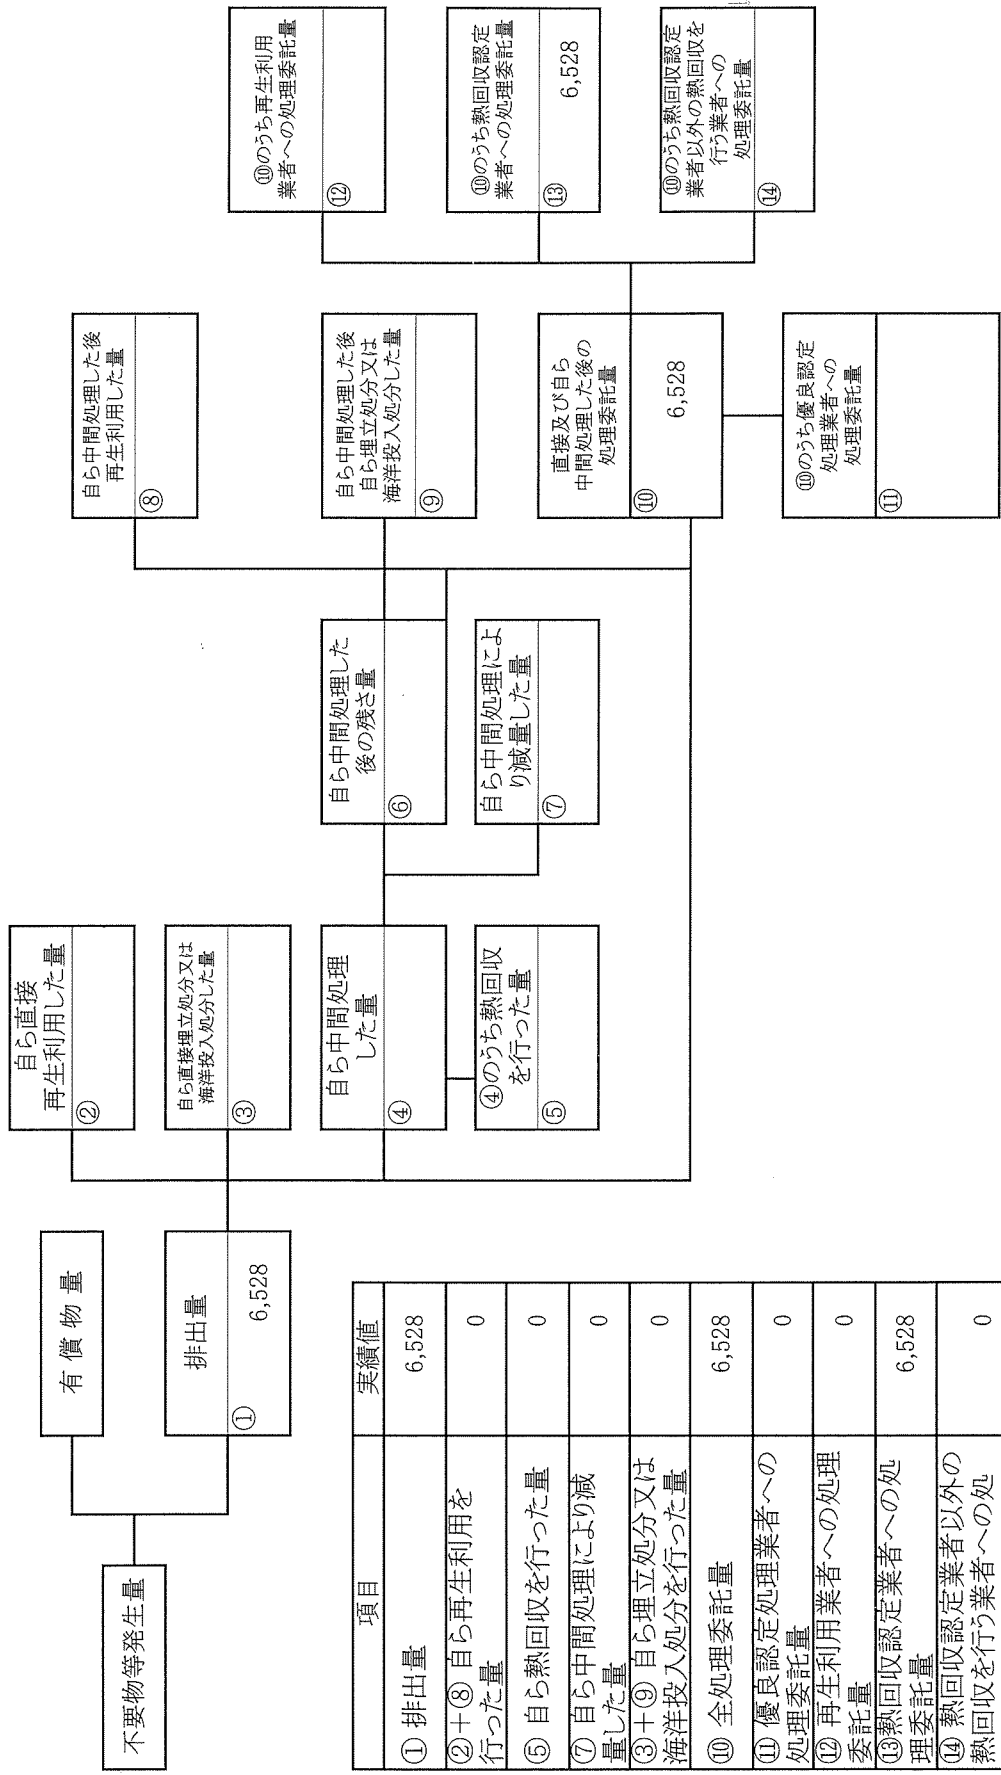 不要物等発生量
有償物量
排出量
①
6,528
自ら直接
再生利用した量
②
自ら直接埋立処分又は
海洋投入処分した量
③
自ら中間処理
した量
④
④のうち熱回収
を行った量
⑤
自ら中間処理した
後の残さ量
⑥
自ら中間処理によ
り減量した量
⑦
自ら中間処理した後
再生利用した量
⑧
自ら中間処理した後
自ら埋立処分又は
海洋投入処分した量
⑨
直接及び自ら
中間処理した後の
処理委託量
⑩
6,528
⑩のうち優良認定
処理業者への
処理委託量
⑪
⑩のうち再生利用
業者への処理委託量
⑫
⑩のうち熱回収認定
業者への処理委託量
⑬
6,528
⑩のうち熱回収認定
業者以外の熱回収を
行う業者への
処理委託量
⑭
項目 実績値
① 排出量 6,528
②+⑧ 自ら再生利用を
行った量 0
⑤ 自ら熱回収を行った量 0
⑦ 自ら中間処理により減
量した量 0
③+⑨ 自ら埋立処分又は
海洋投入処分を行った量 0
⑩ 全処理委託量 6,528
⑪ 優良認定処理業者への
処理委託量 0
⑫ 再生利用業者への処理
委託量 0
⑬熱回収認定業者への処
理委託量 6,528
⑭ 熱回収認定業者以外の
熱回収を行う業者への処 0